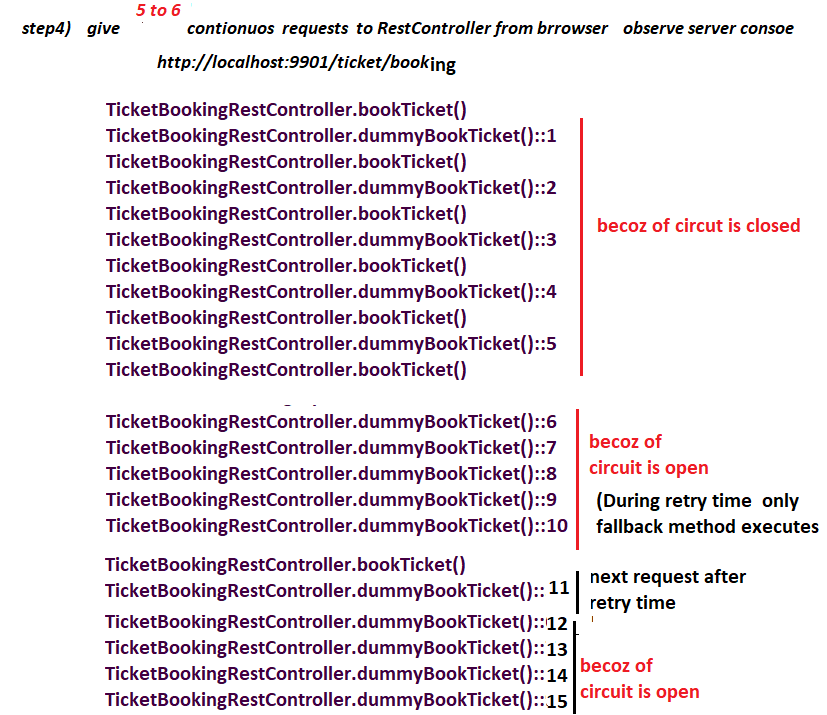 5 to 6
step4) give contionuos requests to RestController from brrowser observe server consoe
http://localhost:9901/ticket/booking
TicketBookingRestController.bookTicket()
TicketBookingRestController.dummyBookTicket()::1
TicketBookingRestController.bookTicket()
TicketBookingRestController.dummyBookTicket()::2
TicketBookingRestController.bookTicket()
becoz of circut is closed
TicketBookingRestController.dummyBookTicket()::3
TicketBookingRestController.bookTicket()
TicketBookingRestController.dummyBookTicket()::4
TicketBookingRestController.bookTicket()
TicketBookingRestController.dummyBookTicket()::5
TicketBookingRestController.bookTicket()
TicketBookingRestController.dummyBookTicket()::6
becoz of
TicketBookingRestController.dummyBookTicket()::7
circuit is open
TicketBookingRestController.dummyBookTicket()::8
TicketBookingRestController.dummyBookTicket()::9
(During retry time only
TicketBookingRestController.dummyBookTicket()::10
fallback method executes
TicketBookingRestController.bookTicket()
next request after
TicketBookingRestController.dummyBookTicket()::11
retry time
TicketBookingRestController.dummyBookTicket()::12
TicketBookingRestController.dummyBookTicket()::13
becoz of
TicketBookingRestController.dummyBookTicket()::14
circuit is open
TicketBookingRestController.dummyBookTicket()::15